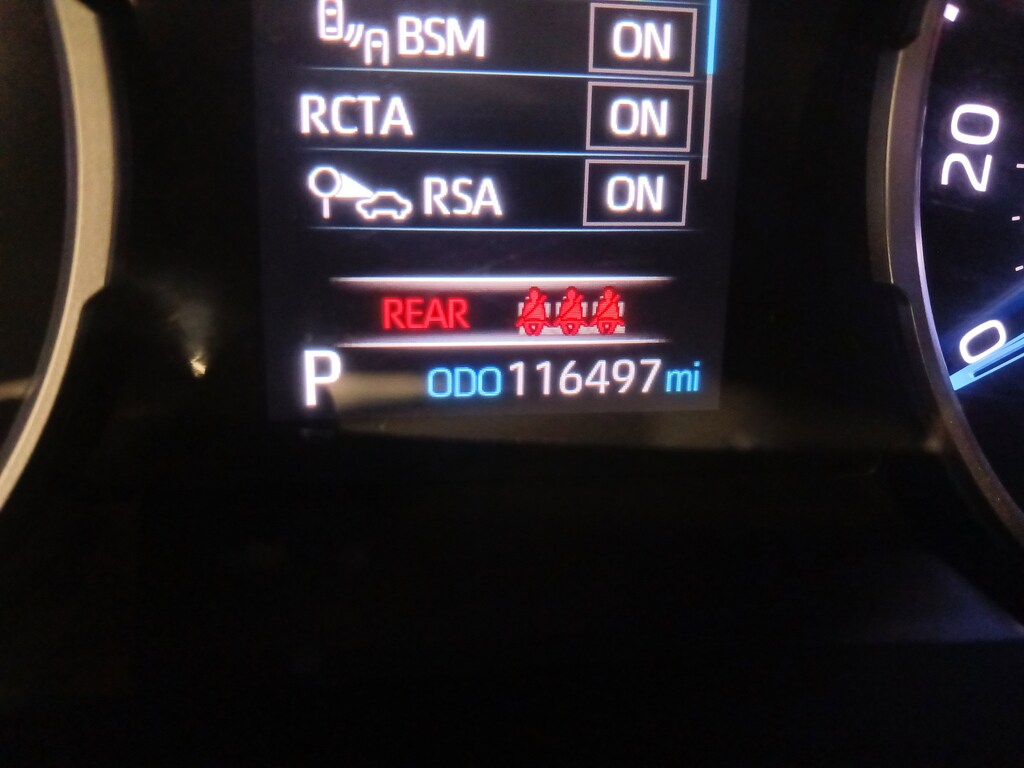 BSM ON
RCTA ON
RSA ON
REAR
P ODO 116497 mi
20
0